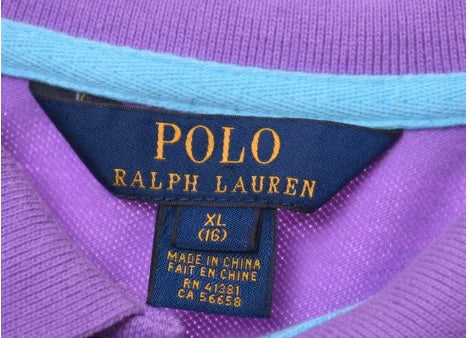 POLO
RALPH LAUREN
XL
(16)
MADE IN CHINA
FAIT EN CHINE
RN 41381
CA 56658